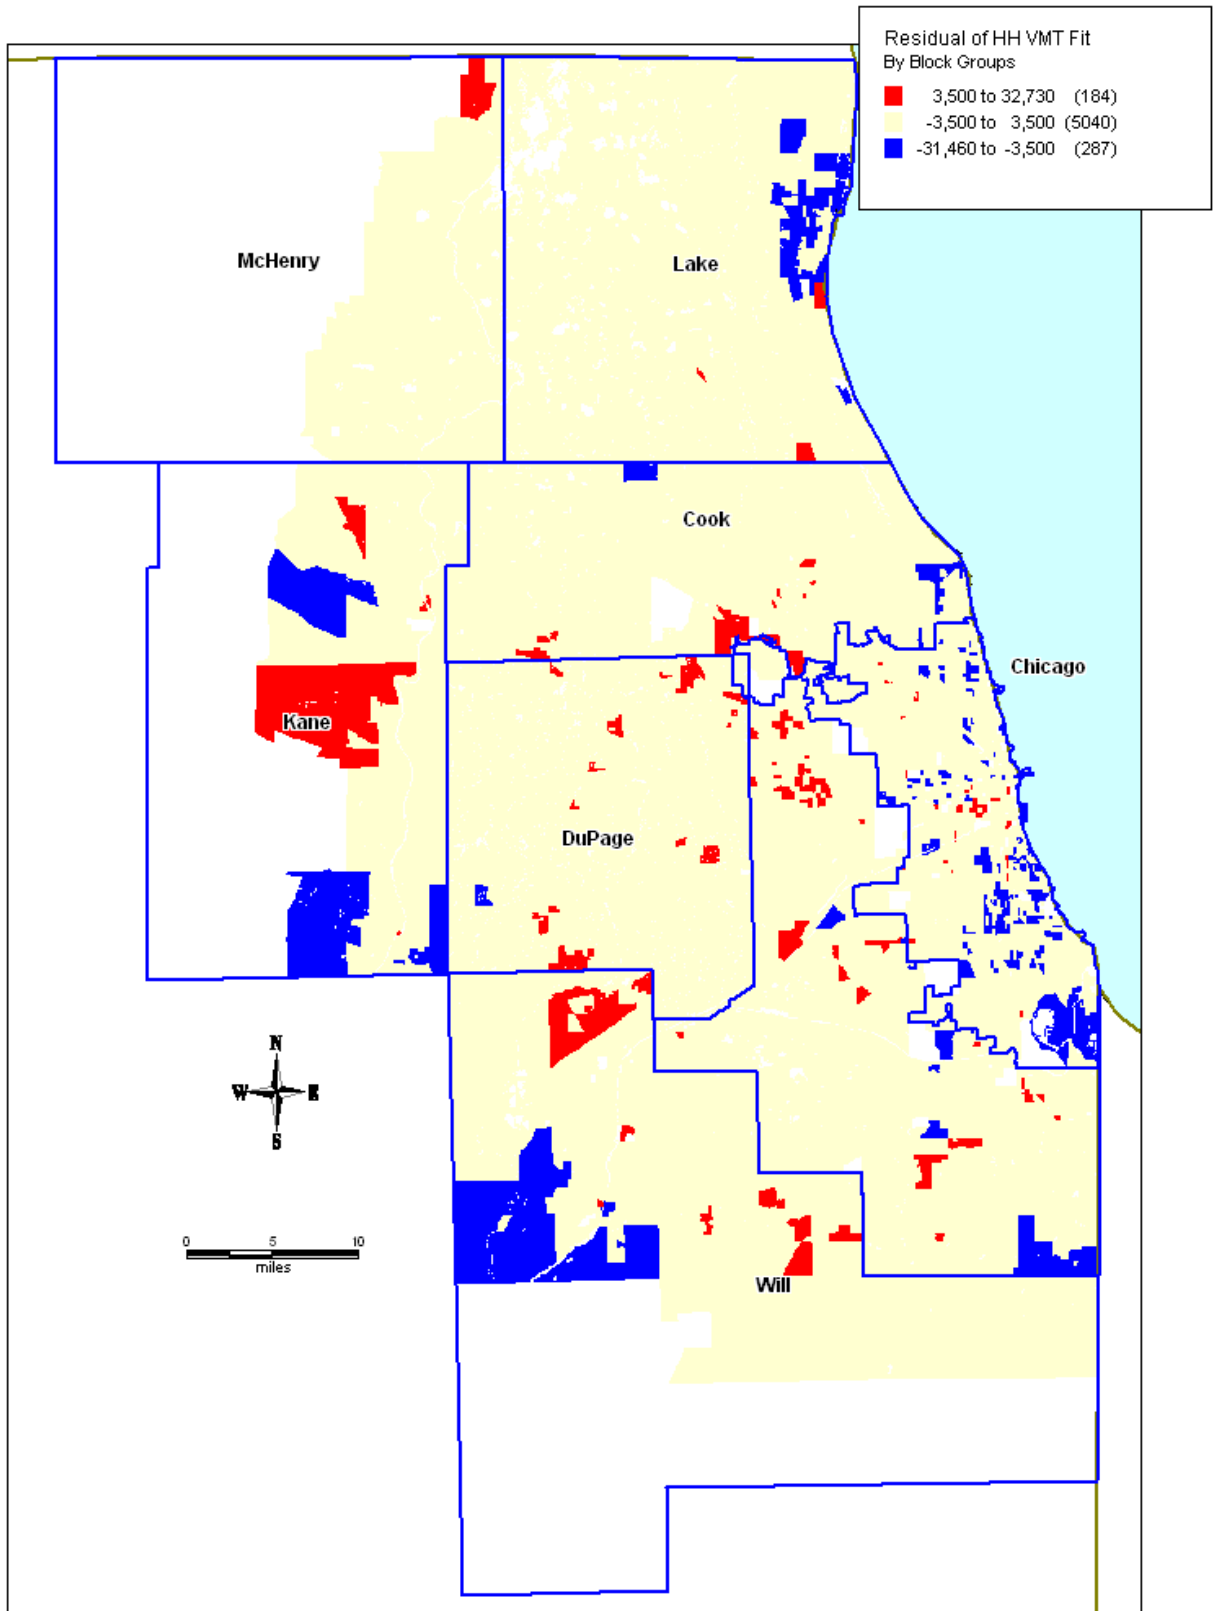 Residual of HH VMT Fit
By Block Groups
3,500 to 32,730 (184)
-3,500 to 3,500 (5040)
-31,460 to -3,500 (287)
McHenry
Lake
Cook
Chicago
Kane
DuPage
N
W E
S
0 5 10
miles
Will